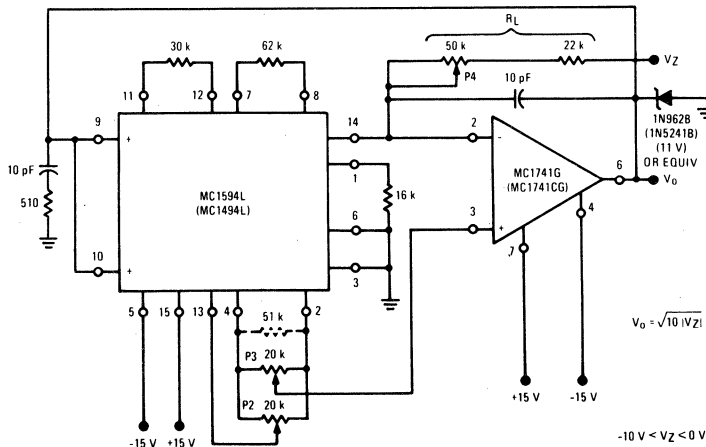 R_L
30 k
62 k
50 k
22 k
V_Z
P4
10 pF
11
12
7
8
1N962B
(1N5241B)
(11 V)
OR EQUIV
9
+
14
2
-
10 pF
510
1
MC1741G
(MC1741CG)
6
V_o
MC1594L
(MC1494L)
16 k
4
6
3
+
7
10
+
3
5
15
13
4
2
51 k
V_o = √10 |V_Z|
P3
20 k
P2
20 k
+15 V
-15 V
-15 V
+15 V
-10 V < V_Z < 0 V